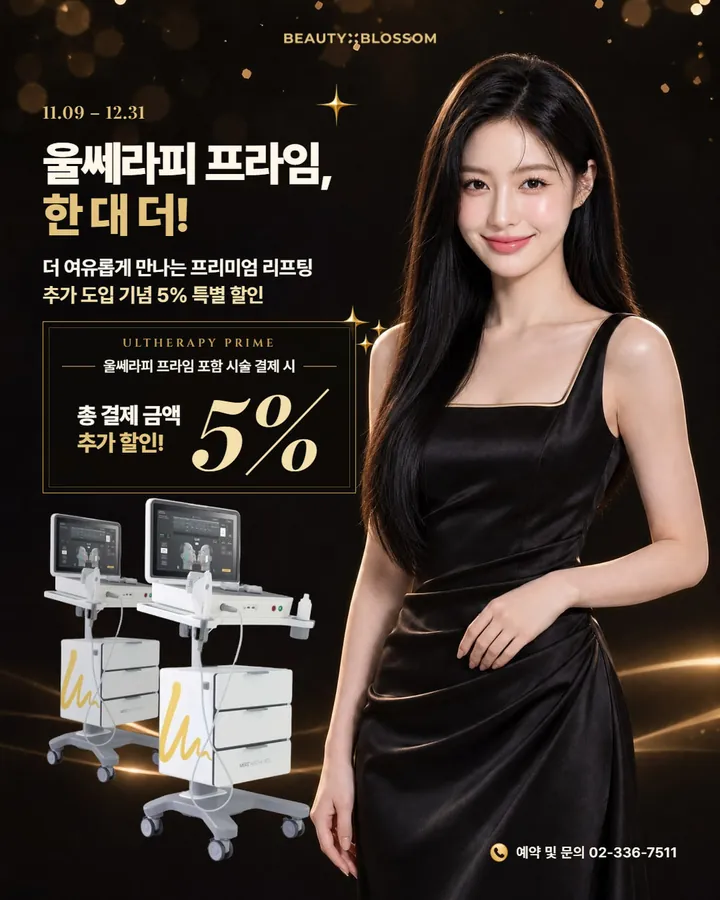 BEAUTY::BLOSSOM
11.09 – 12.31
울쎄라피 프라임,
한 대 더!
더 여유롭게 만나는 프리미엄 리프팅
추가 도입 기념 5% 특별 할인
ULTHERAPY PRIME
울쎄라피 프라임 포함 시술 결제 시
총 결제 금액
추가 할인!
5%
예약 및 문의 02-336-7511